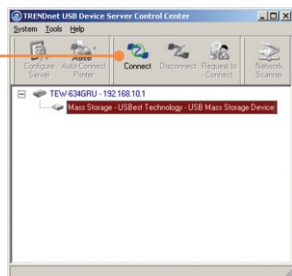 TRENDnet USB Device Server Control Center
System Tools Help
Configure Server
Auto-Connect Printer
Connect
Disconnect
Request to Connect
Network Scanner
TEW-634GRU - 192.168.10.1
Mass Storage - USBest Technology - USB Mass Storage Device